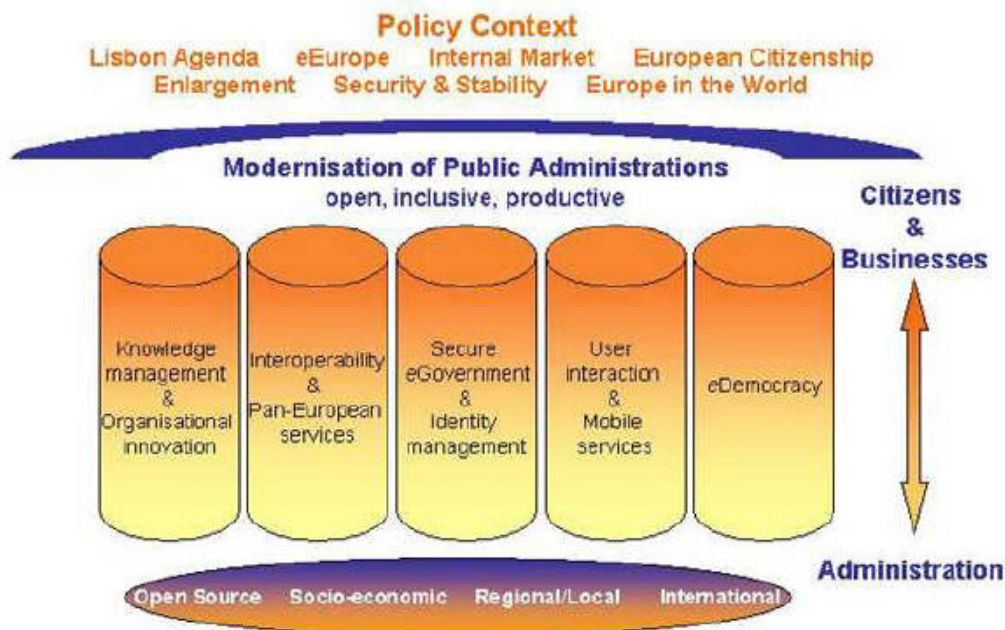 Policy Context
Lisbon Agenda eEurope Internal Market European Citizenship
Enlargement Security & Stability Europe in the World
Modernisation of Public Administrations
open, inclusive, productive
Citizens
&
Businesses
Knowledge
management
&
Organisational
innovation
Interoperability
&
Pan-European
services
Secure
eGovernment
&
Identity
management
User
interaction
&
Mobile
services
eDemocracy
Administration
Open Source Socio-economic Regional/Local International